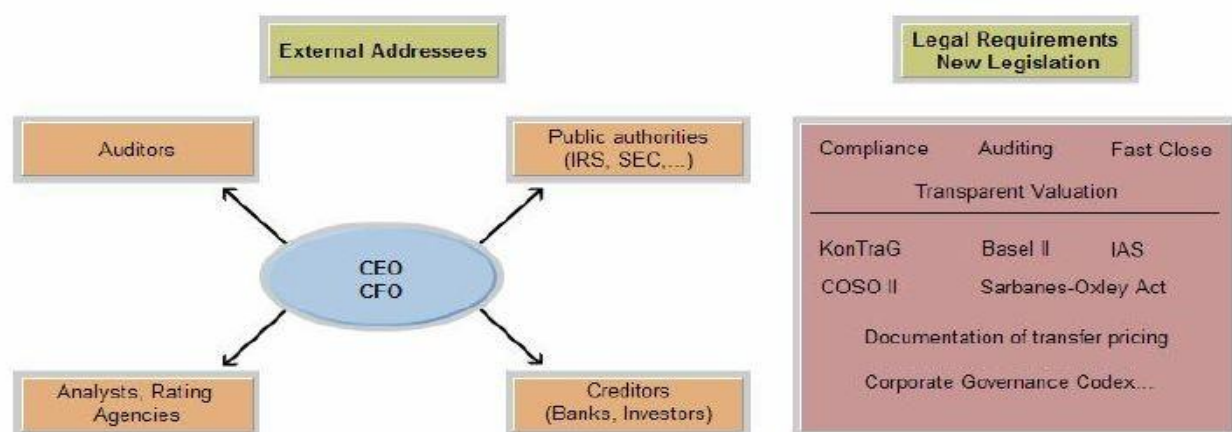 External Addressees
Legal Requirements
New Legislation
Auditors
Public authorities
(IRS, SEC,...)
CEO
CFO
Analysts, Rating
Agencies
Creditors
(Banks, Investors)
Compliance Auditing Fast Close
Transparent Valuation
KonTraG Basel II IAS
COSO II Sarbanes-Oxley Act
Documentation of transfer pricing
Corporate Governance Codex...